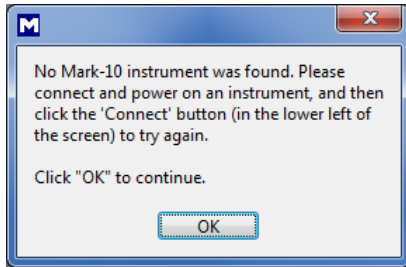 M
No Mark-10 instrument was found. Please
connect and power on an instrument, and then
click the 'Connect' button (in the lower left of
the screen) to try again.
Click "OK" to continue.
OK